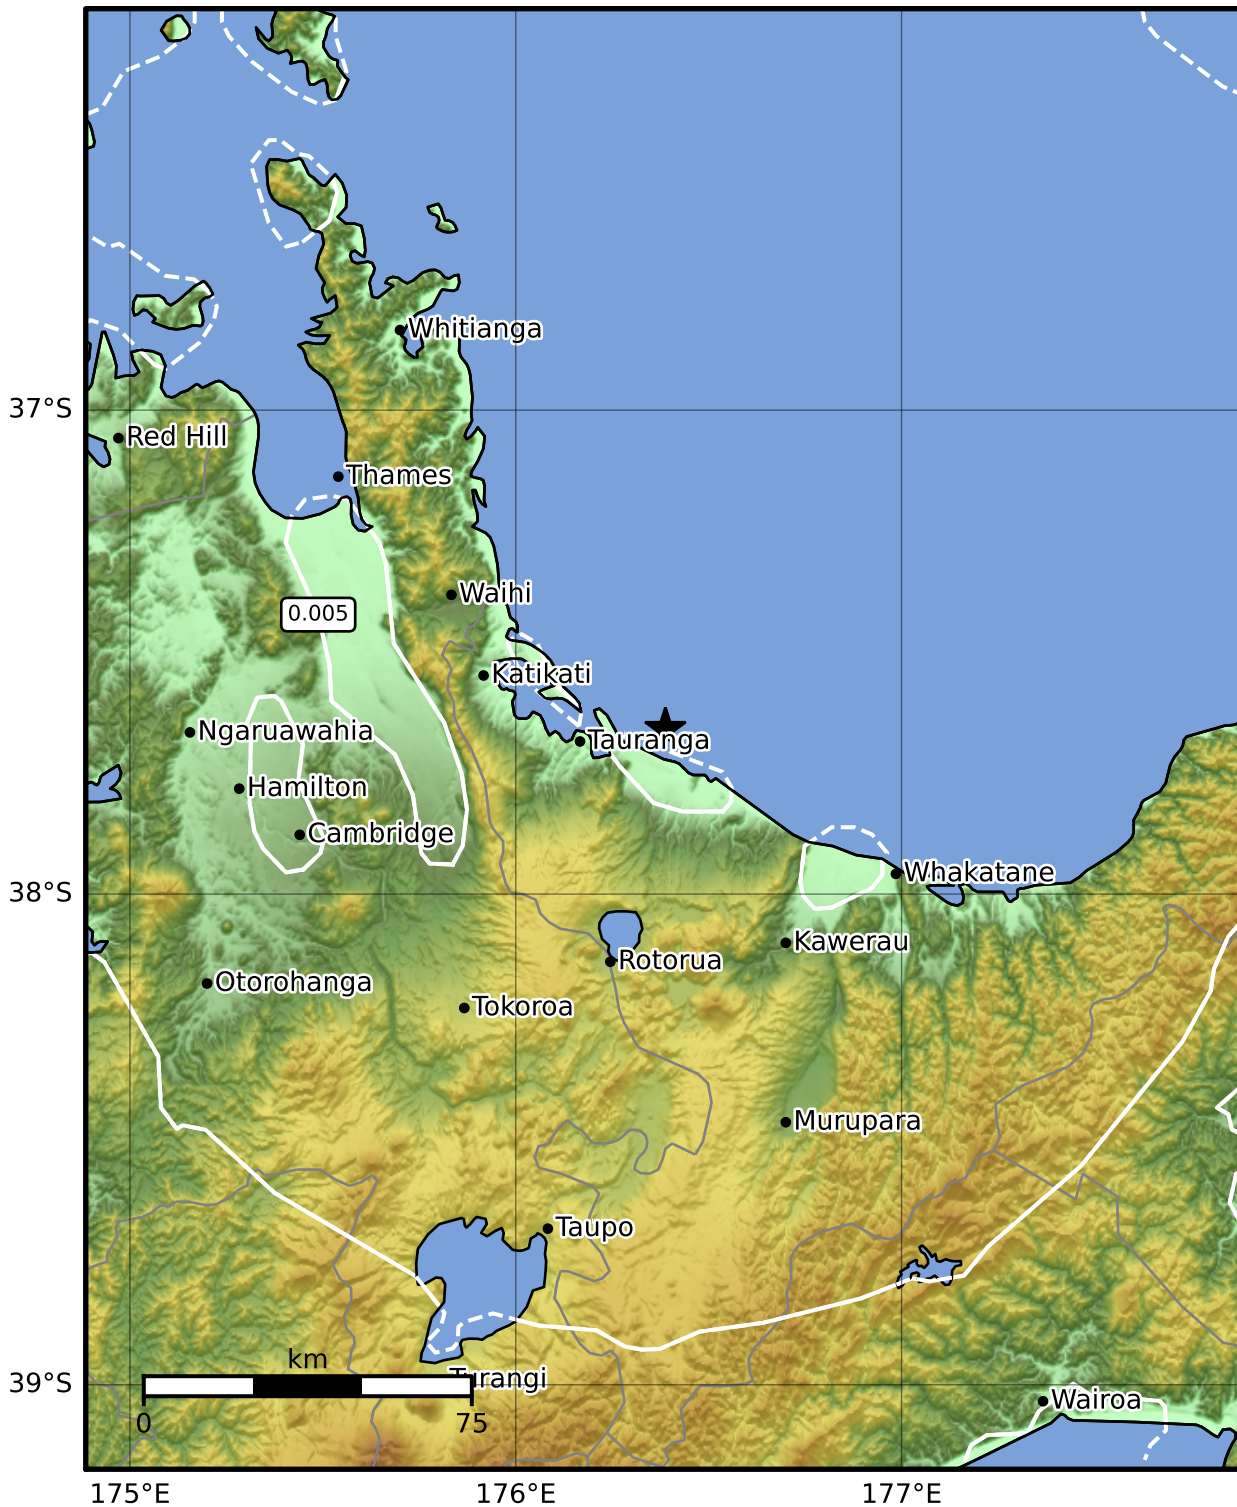 Whitianga
37°S
Red Hill
Thames
Waihi
0.005
Katikati
Ngaruawahia
Tauranga
Hamilton
Cambridge
Whakatane
38°S
Kawerau
Rotorua
Otorohanga
Tokoroa
Murupara
Taupo
km
Turangi
39°S
Wairoa
0
75
175°E
176°E
177°E